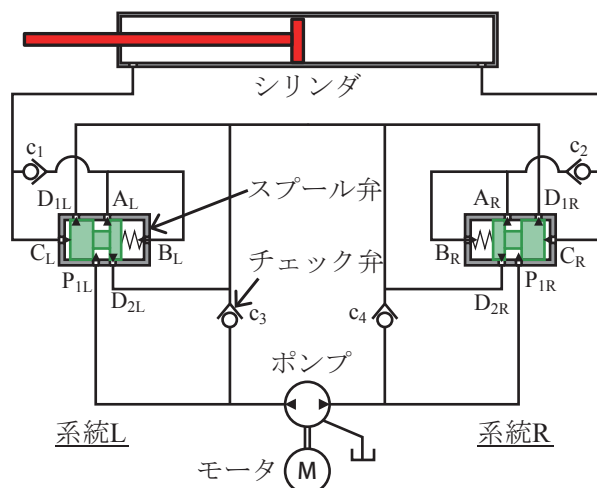 シリンダ
c1
c2
D1L
AL
スプール弁
AR
D1R
CL
BL
BR
CR
P1L
チェック弁
P1R
D2L
D2R
c3
c4
ポンプ
系統L
系統R
モータ
M